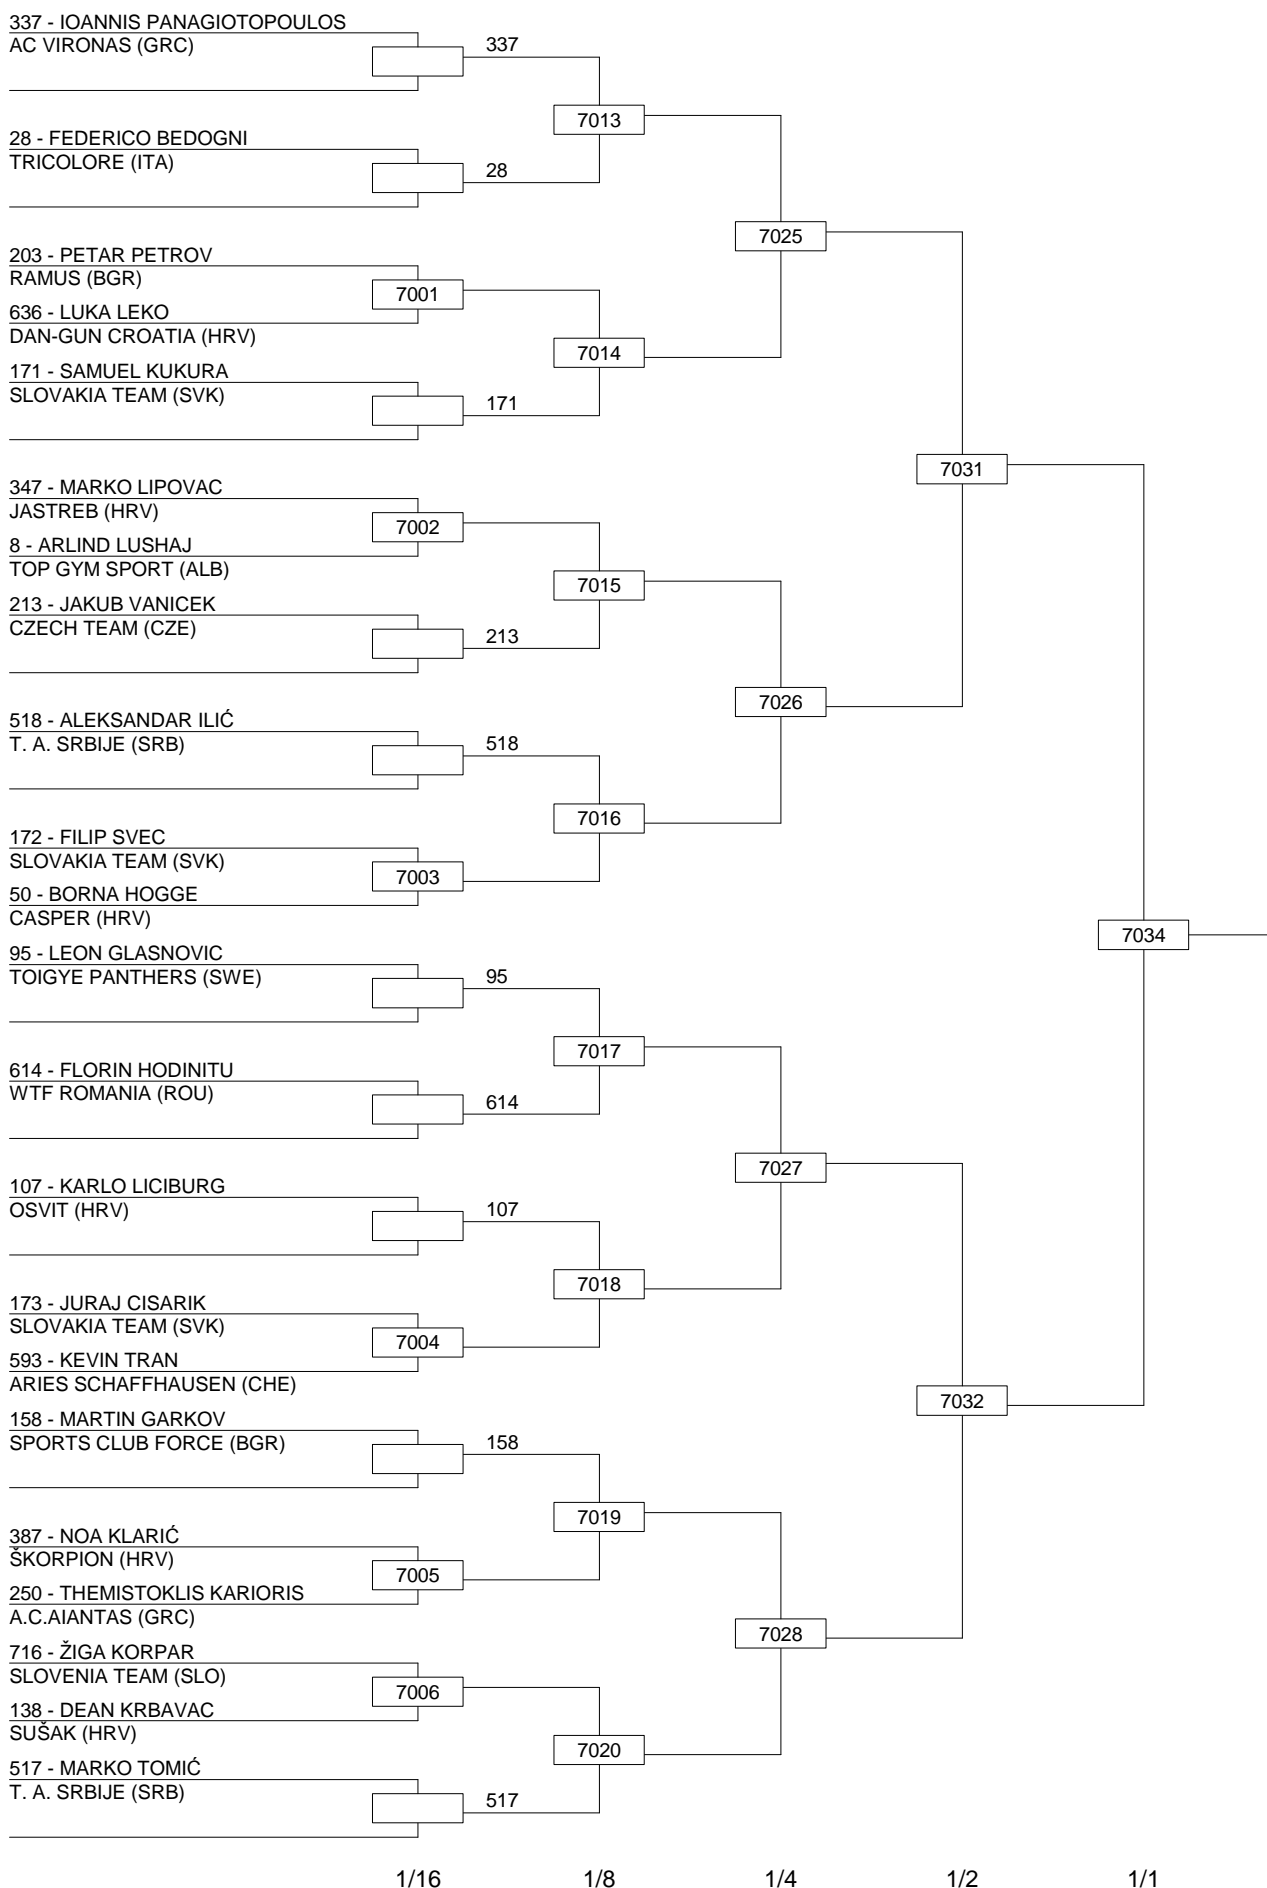 337 - IOANNIS PANAGIOTOPOULOS
AC VIRONAS (GRC)
337
7013
28 - FEDERICO BEDOGNI
TRICOLORE (ITA)
28
7025
203 - PETAR PETROV
RAMUS (BGR)
7001
636 - LUKA LEKO
DAN-GUN CROATIA (HRV)
7014
171 - SAMUEL KUKURA
SLOVAKIA TEAM (SVK)
171
7031
347 - MARKO LIPOVAC
JASTREB (HRV)
7002
8 - ARLIND LUSHAJ
TOP GYM SPORT (ALB)
7015
213 - JAKUB VANICEK
CZECH TEAM (CZE)
213
7026
518 - ALEKSANDAR ILIĆ
T. A. SRBIJE (SRB)
518
7016
172 - FILIP SVEC
SLOVAKIA TEAM (SVK)
7003
50 - BORNA HOGGE
CASPER (HRV)
7034
95 - LEON GLASNOVIC
TOIGYE PANTHERS (SWE)
95
7017
614 - FLORIN HODINITU
WTF ROMANIA (ROU)
614
7027
107 - KARLO LICIBURG
OSVIT (HRV)
107
7018
173 - JURAJ CISARIK
SLOVAKIA TEAM (SVK)
7004
593 - KEVIN TRAN
ARIES SCHAFFHAUSEN (CHE)
7032
158 - MARTIN GARKOV
SPORTS CLUB FORCE (BGR)
158
7019
387 - NOA KLARIĆ
ŠKORPION (HRV)
7005
250 - THEMISTOKLIS KARIORIS
A.C.AIANTAS (GRC)
7028
716 - ŽIGA KORPAR
SLOVENIA TEAM (SLO)
7006
138 - DEAN KRBAVAC
SUŠAK (HRV)
7020
517 - MARKO TOMIĆ
T. A. SRBIJE (SRB)
517
1/16 1/8 1/4 1/2 1/1